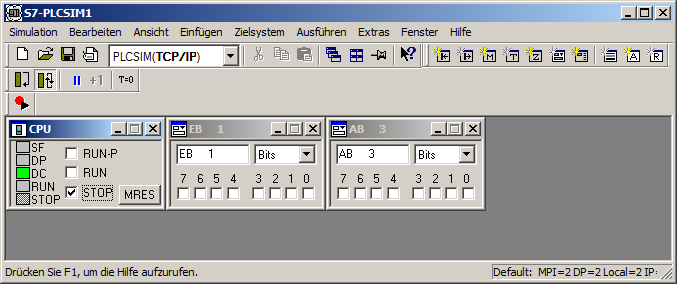 S7-PLCSIM1
Simulation Bearbeiten Ansicht Einfügen Zielsystem Ausführen Extras Fenster Hilfe
PLCSIM(TCP/IP)
+1 T=0
CPU
SF
DP
DC
RUN
STOP
RUN-P
RUN
STOP
MRES
EB 1
EB 1 Bits
7 6 5 4 3 2 1 0
AB 3
AB 3 Bits
7 6 5 4 3 2 1 0
Drücken Sie F1, um die Hilfe aufzurufen.
Default: MPI=2 DP=2 Local=2 IP=